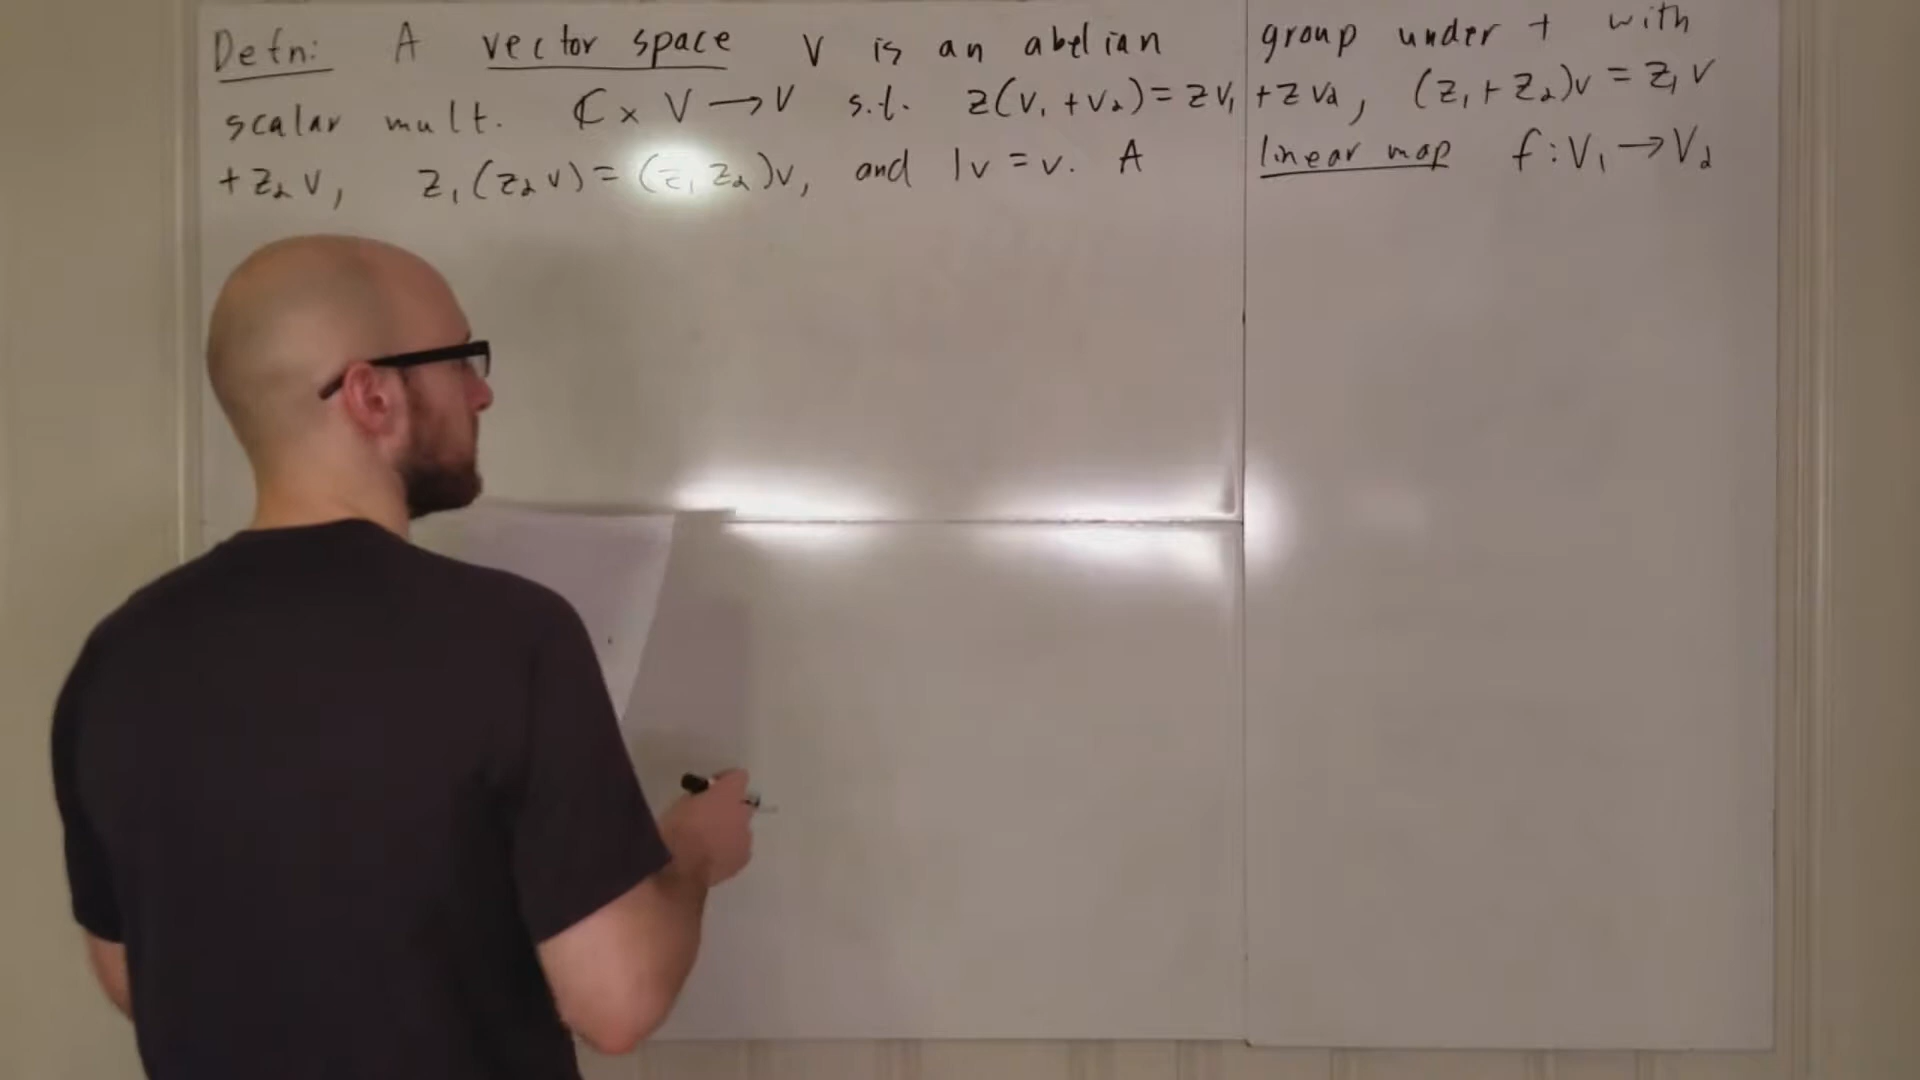 Defn: A vector space V is an abelian group under + with
scalar mult. ℂ × V → V s.t. z(v₁ + v₂) = zv₁ + zv₂, (z₁ + z₂)v = z₁v
+ z₂v, z₁(z₂v) = (z₁z₂)v, and 1v = v. A linear map f: V₁ → V₂